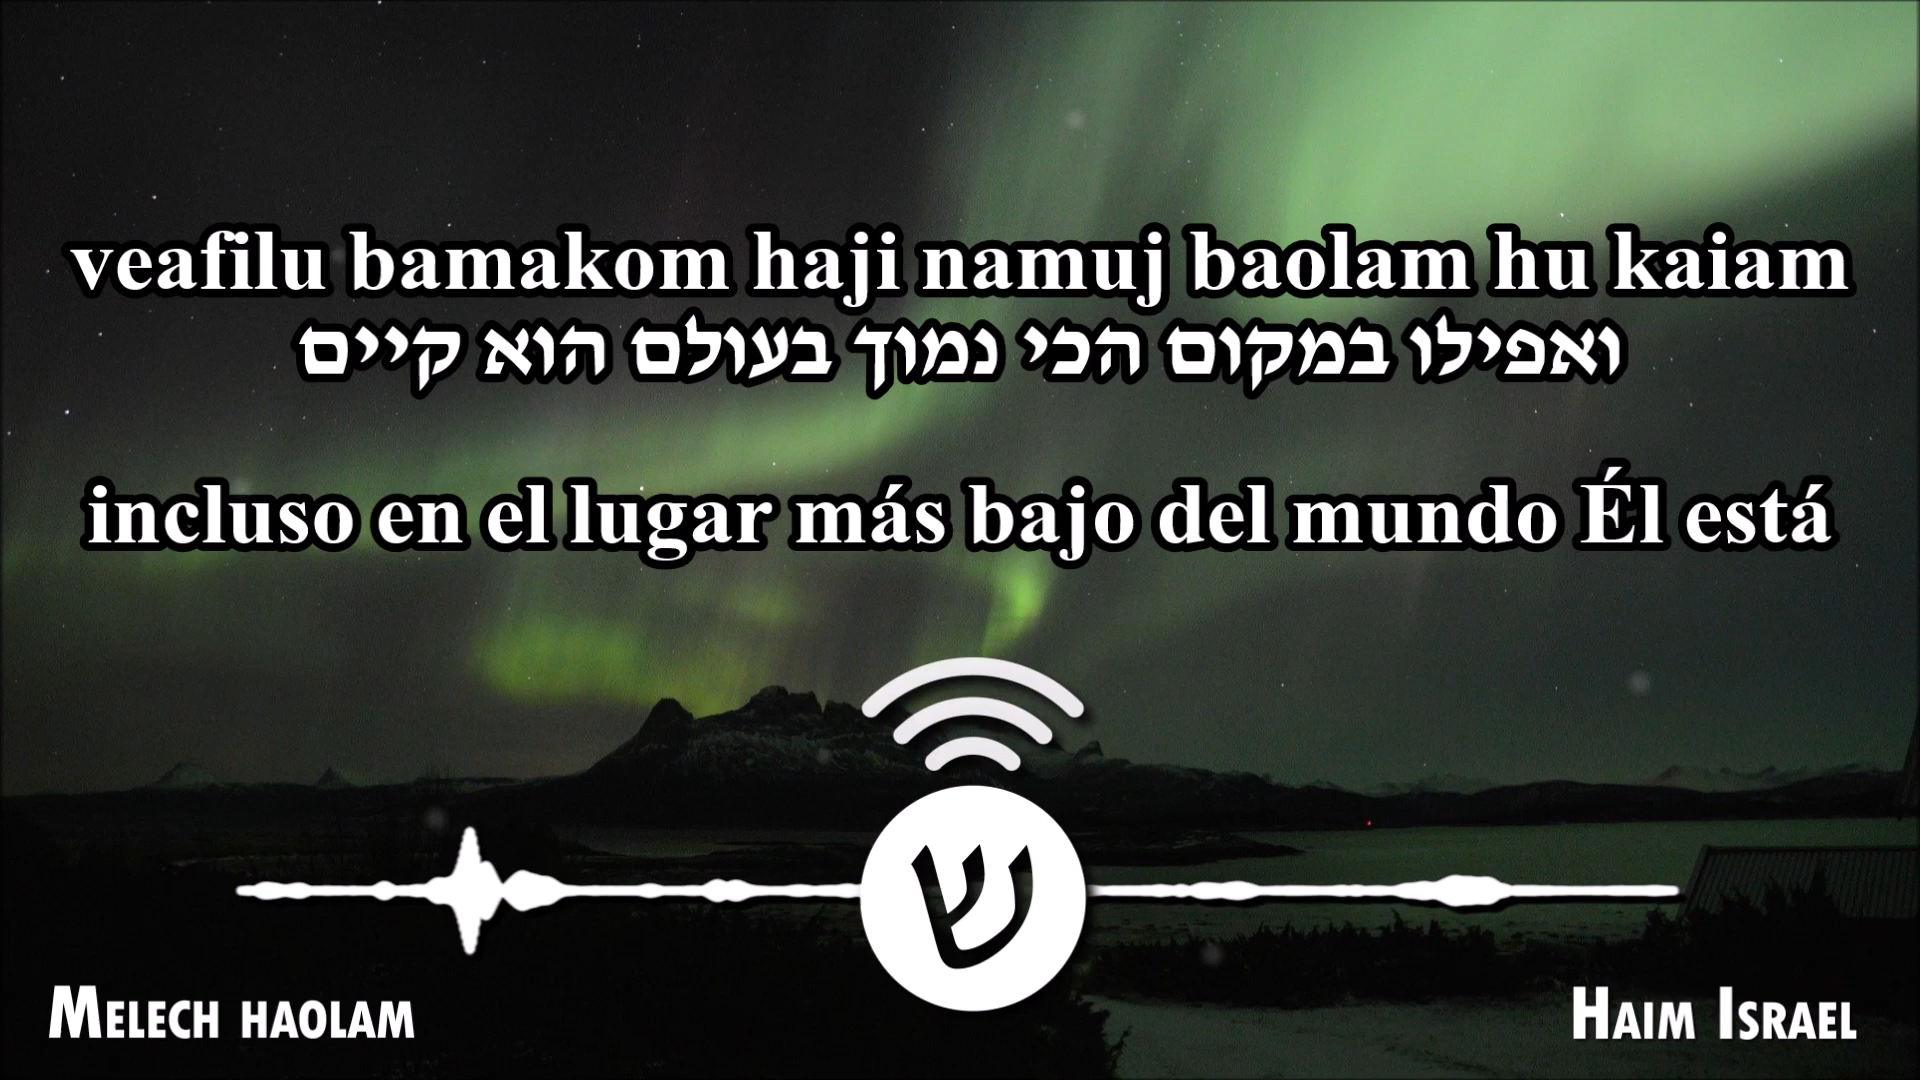 veafilu bamakom haji namuj baolam hu kaiam
ואפילו במקום הכי נמוך בעולם הוא קיים
incluso en el lugar más bajo del mundo Él está
ש
Melech haolam
Haim Israel